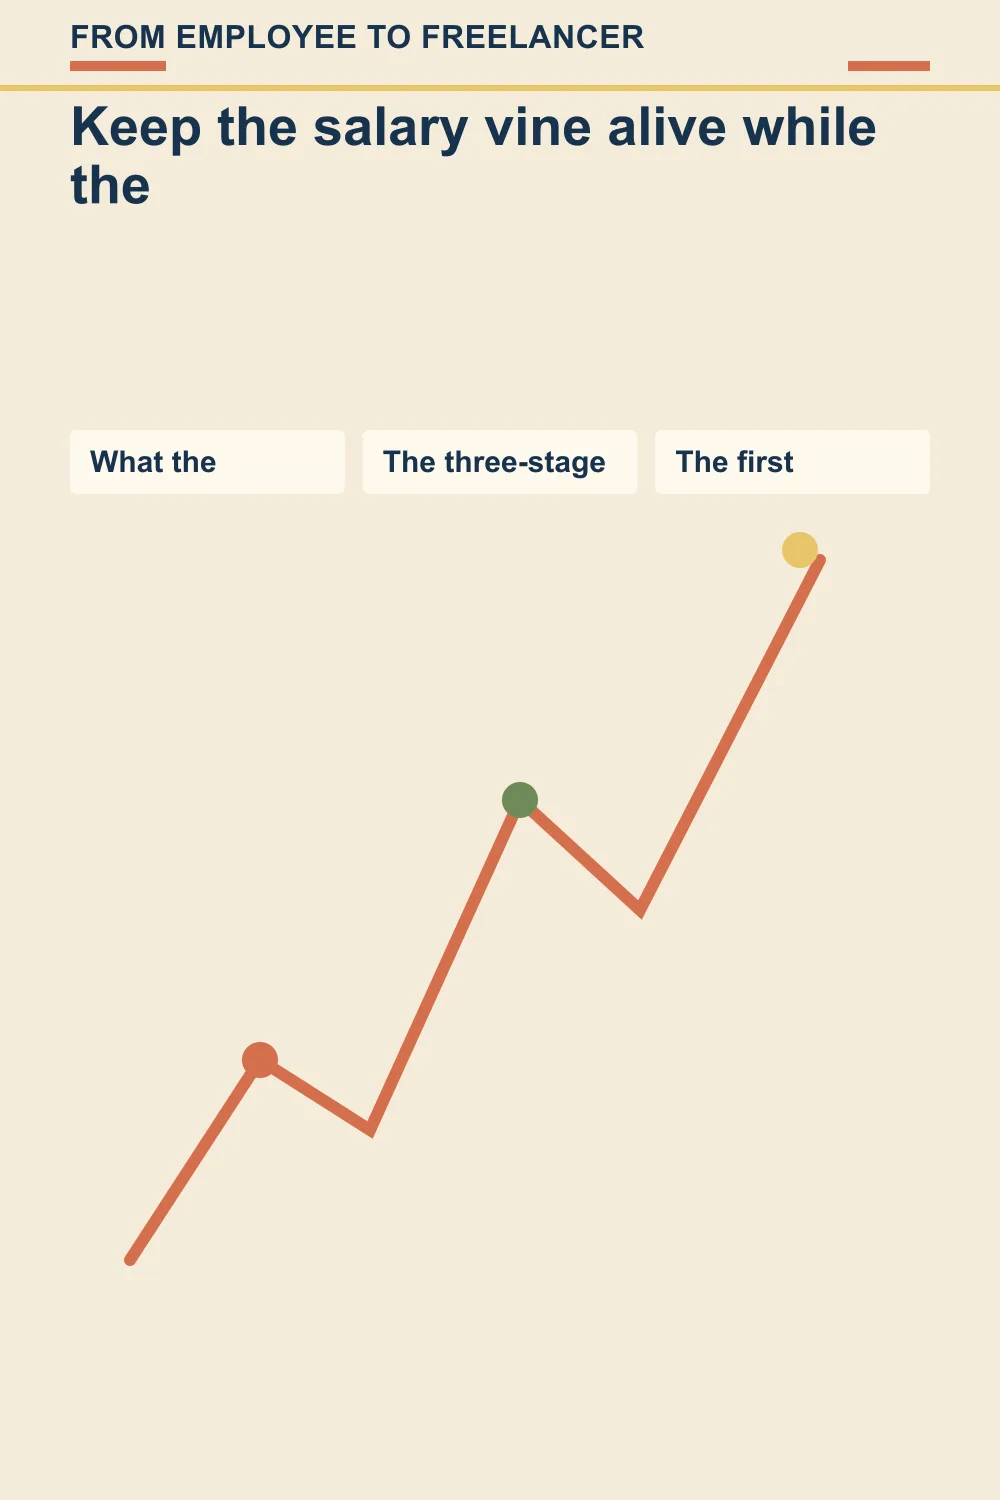 FROM EMPLOYEE TO FREELANCER
Keep the salary vine alive while
the
What the
The three-stage
The first